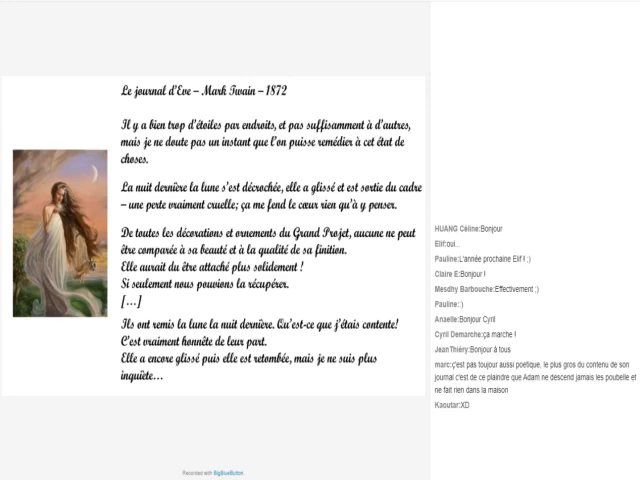 Le journal d'Eve – Mark Twain – 1872
Il y a bien trop d'étoiles par endroits, et pas suffisamment à d'autres,
mais je ne doute pas un instant que l'on puisse remédier à cet état de
choses.
La nuit dernière la lune s'est décrochée, elle a glissé et est sortie du cadre
– une perte vraiment cruelle; ça me fend le cœur rien qu'à y penser.
De toutes les décorations et ornements du Grand Projet, aucune ne peut
être comparée à sa beauté et à la qualité de sa finition.
Elle aurait du être attaché plus solidement !
Si seulement nous pouvions la récupérer.
[...]
Ils ont remis la lune la nuit dernière. Qu'est-ce que j'étais contente!
C'est vraiment honnête de leur part.
Elle a encore glissé puis elle est retombée, mais je ne suis plus
inquiète...
HUANG Céline:Bonjour
Elif:oui...
Pauline:L'année prochaine Elif ! ;)
Claire E:Bonjour !
Mesdhy Barbouche:Effectivement ;)
Pauline::)
Anaelle:Bonjour Cyril
Cyril Demarche:ça marche !
JeanThièry:Bonjour à tous
marc:ç'est pas toujour aussi poetique, le plus gros du contenu de son
journal c'est de ce plaindre que Adam ne descend jamais les poubelle et
ne fait rien dans la maison
Kaoutar:XD
Recorded with BigBlueButton.